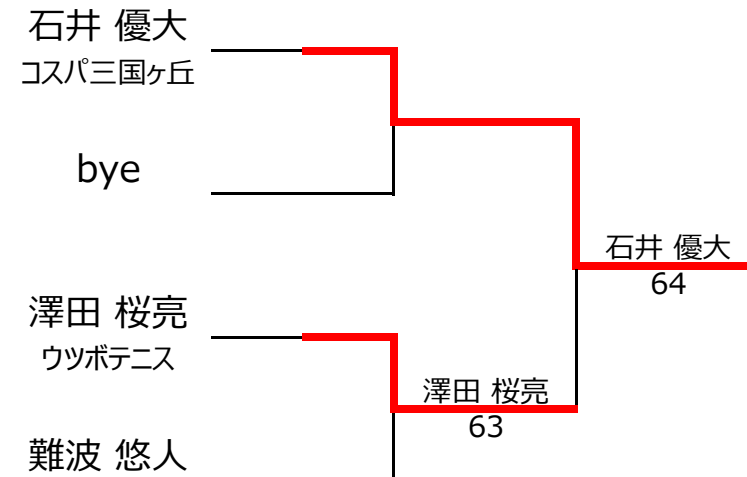 石井 優大
コスパ三国ヶ丘
bye
石井 優大
64
澤田 桜亮
ウツボテニス
澤田 桜亮
63
難波 悠人